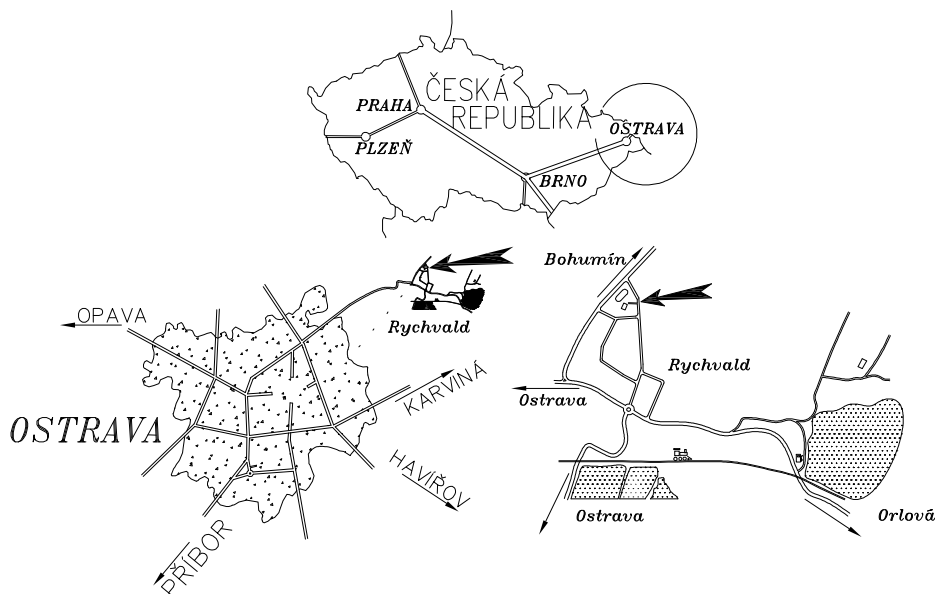 ČESKÁ
REPUBLIKA
PRAHA
PLZEŇ
OSTRAVA
BRNO
OPAVA
Rychvald
KARVINÁ
OSTRAVA
HAVÍŘOV
PŘÍBOR
Bohumín
Rychvald
Ostrava
Ostrava
Orlová